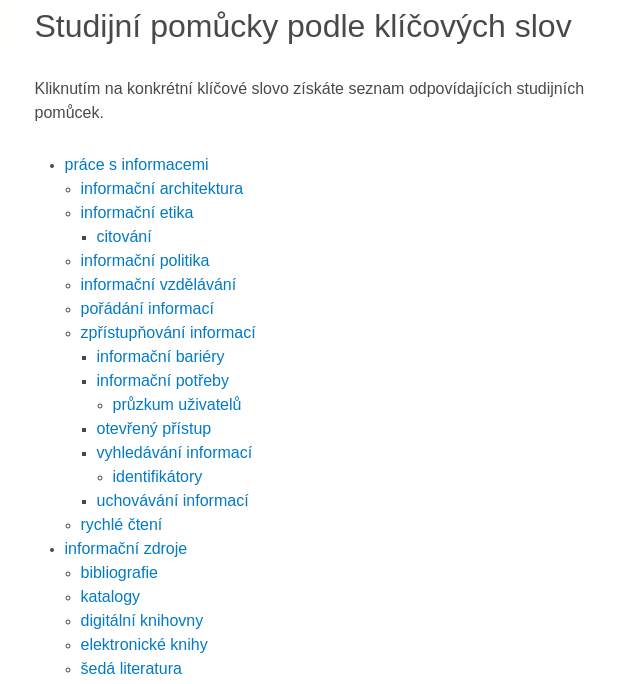 Studijní pomůcky podle klíčových slov
Kliknutím na konkrétní klíčové slovo získáte seznam odpovídajících studijních
pomůcek.
práce s informacemi
informační architektura
informační etika
citování
informační politika
informační vzdělávání
pořádání informací
zpřístupňování informací
informační bariéry
informační potřeby
průzkum uživatelů
otevřený přístup
vyhledávání informací
identifikátory
uchovávání informací
rychlé čtení
informační zdroje
bibliografie
katalogy
digitální knihovny
elektronické knihy
šedá literatura